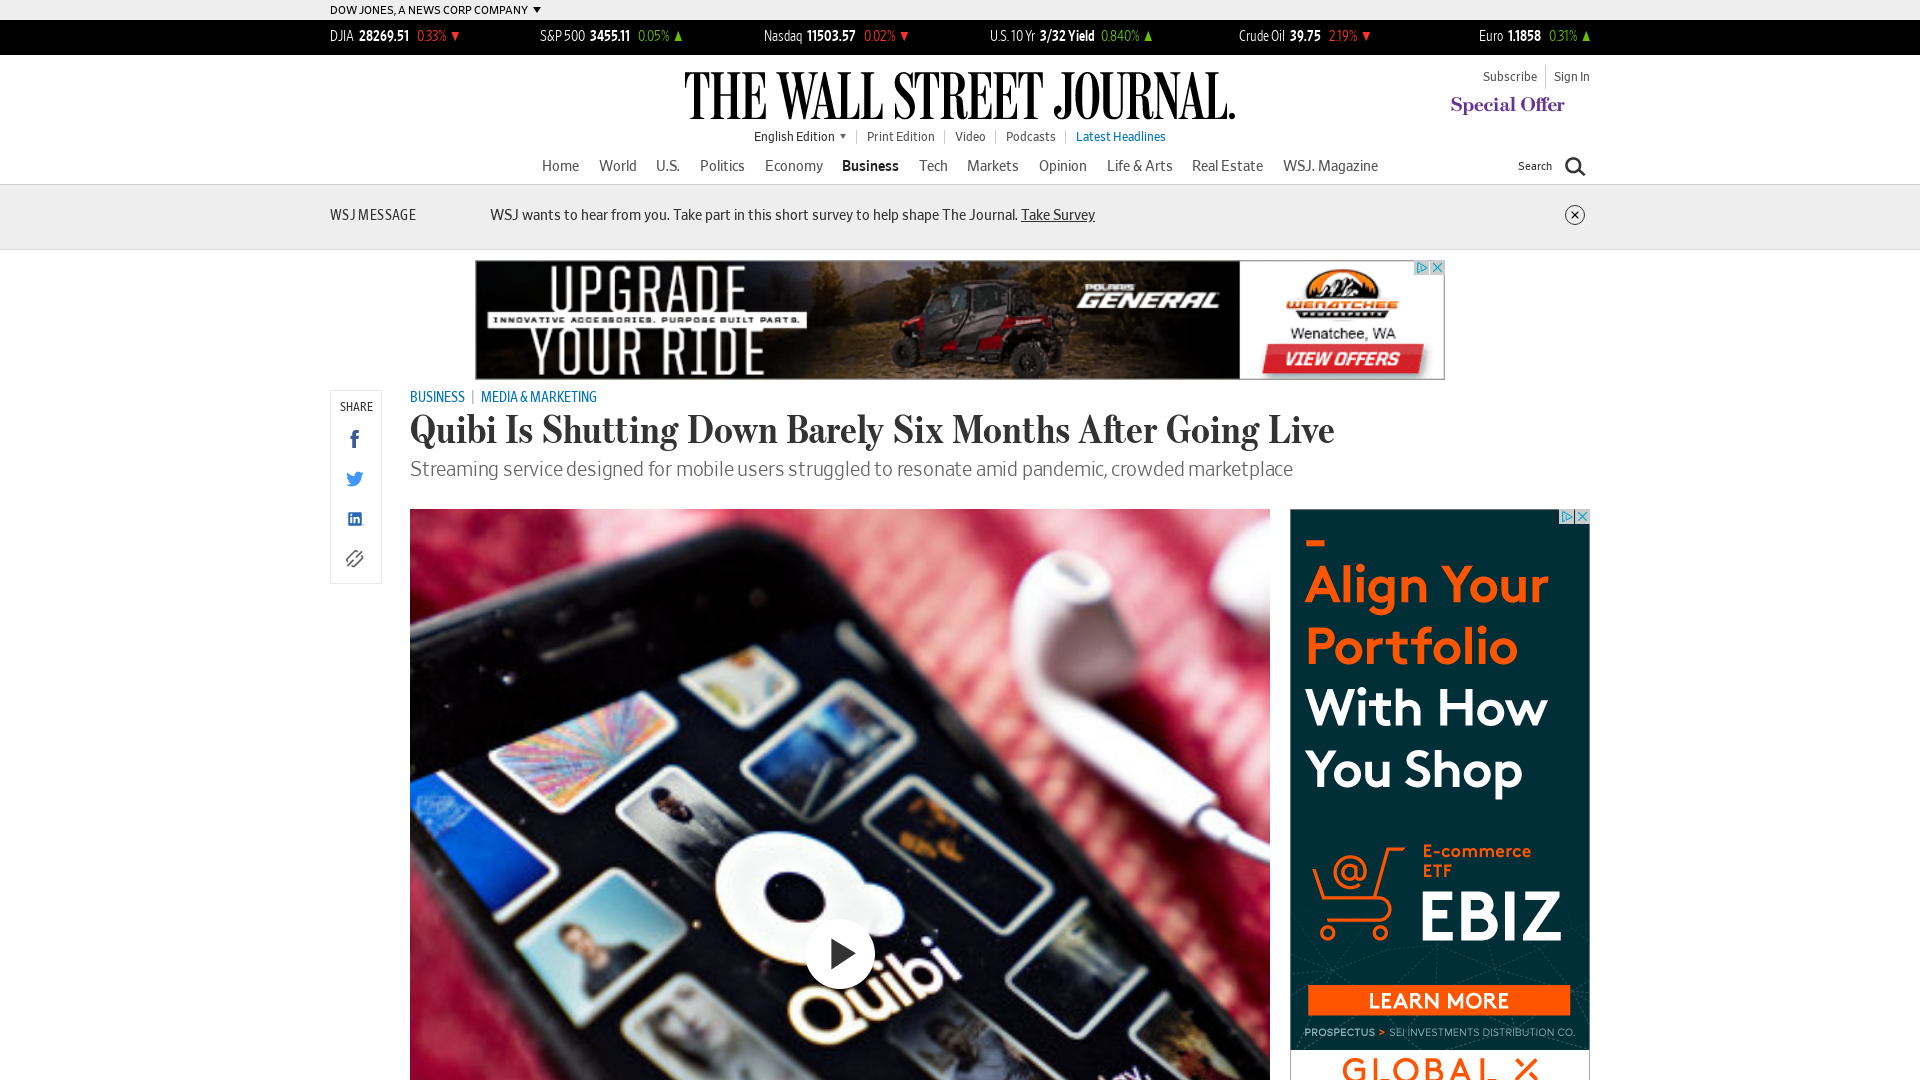 DOW JONES, A NEWS CORP COMPANY
DJIA 28269.51 0.33% S&P 500 3455.11 0.05% Nasdaq 11503.57 0.02% U.S. 10 Yr 3/32 Yield 0.840% Crude Oil 39.75 2.19% Euro 1.1858 0.31%
Subscribe Sign In
THE WALL STREET JOURNAL.
Special Offer
English Edition Print Edition Video Podcasts Latest Headlines
Home World U.S. Politics Economy Business Tech Markets Opinion Life & Arts Real Estate WSJ. Magazine Search
WSJ MESSAGE WSJ wants to hear from you. Take part in this short survey to help shape The Journal. Take Survey
UPGRADE
INNOVATIVE ACCESSORIES. PURPOSE BUILT PARTS.
YOUR RIDE
POLARIS
GENERAL
WENATCHEE
POWERSPORTS
Wenatchee, WA
VIEW OFFERS
BUSINESS | MEDIA & MARKETING
SHARE
Quibi Is Shutting Down Barely Six Months After Going Live
Streaming service designed for mobile users struggled to resonate amid pandemic, crowded marketplace
Quibi
Align Your
Portfolio
With How
You Shop
E-commerce
ETF
EBIZ
LEARN MORE
PROSPECTUS > SEI INVESTMENTS DISTRIBUTION CO.
GLOBAL X